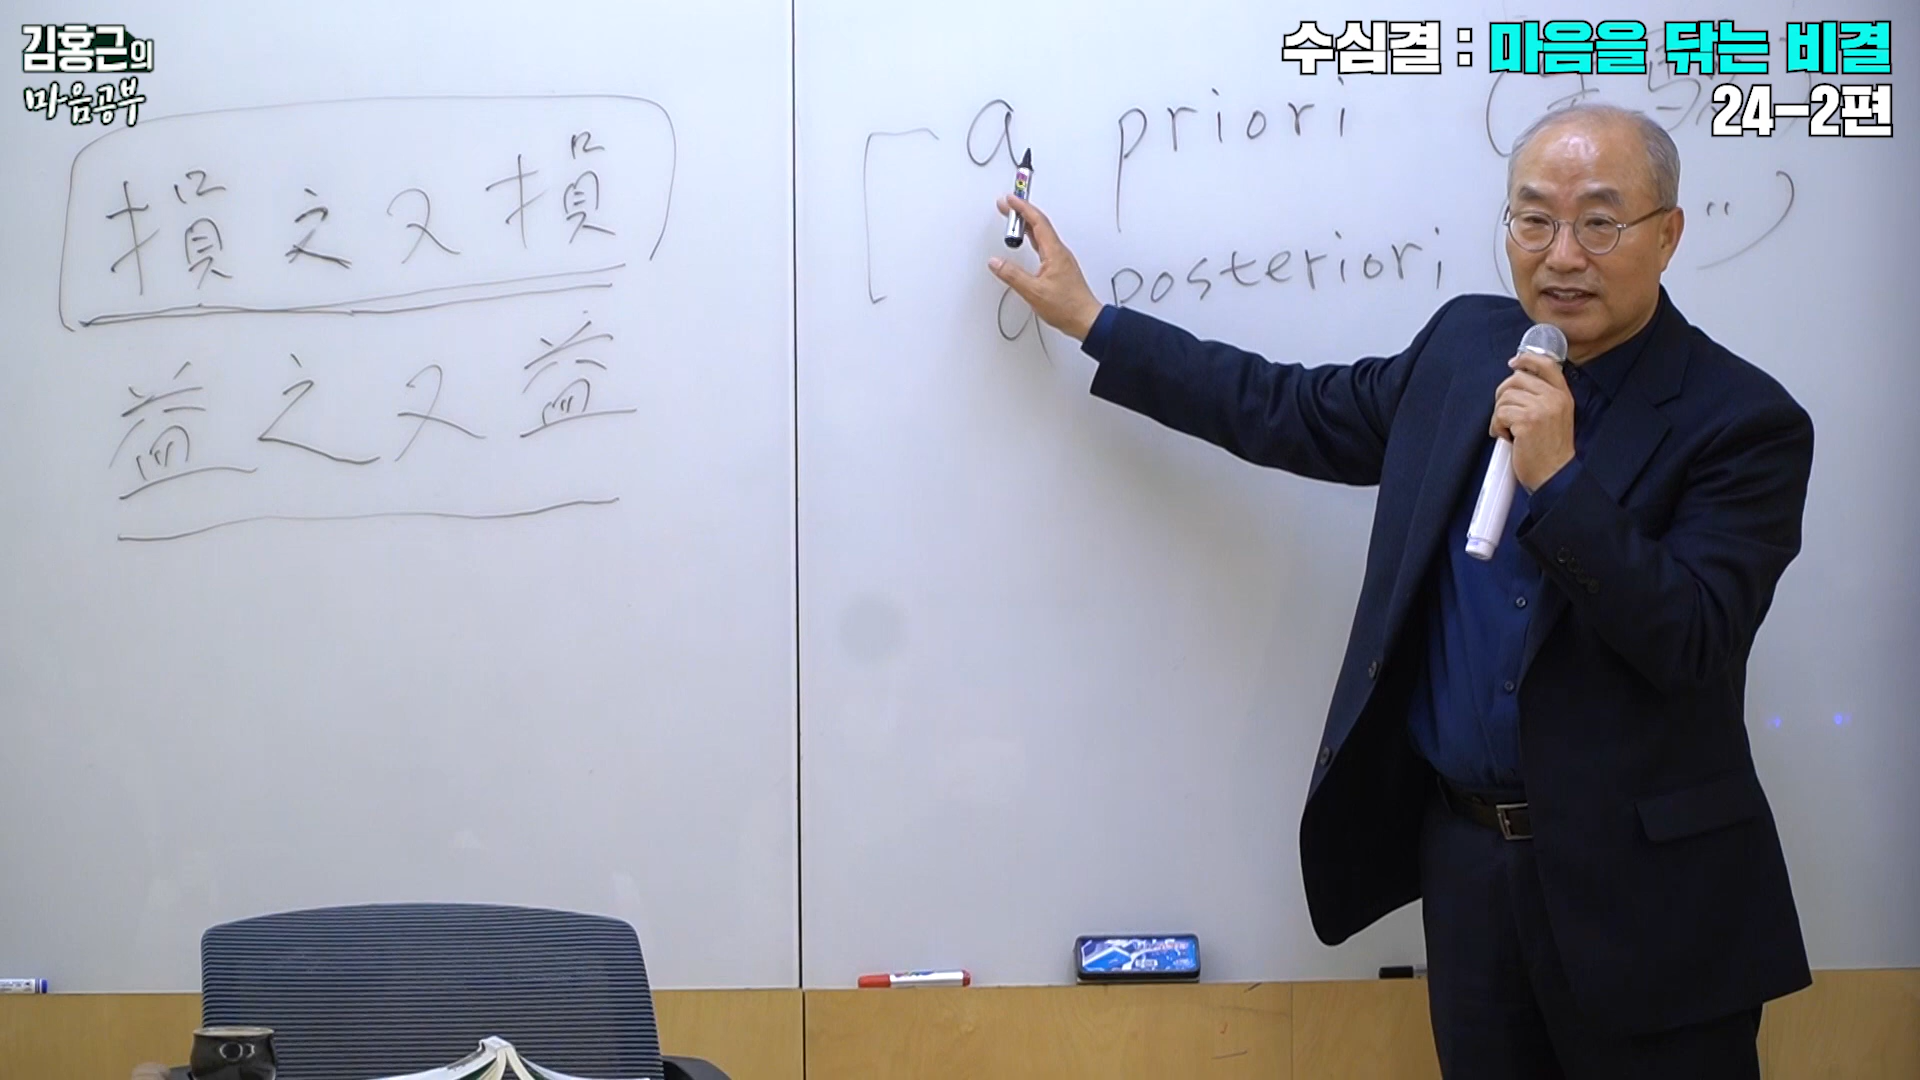 김홍근의
마음공부
수심결 : 마음을 닦는 비결
24-2편
損之又損
益之又益
a priori (
a posteriori ( " )